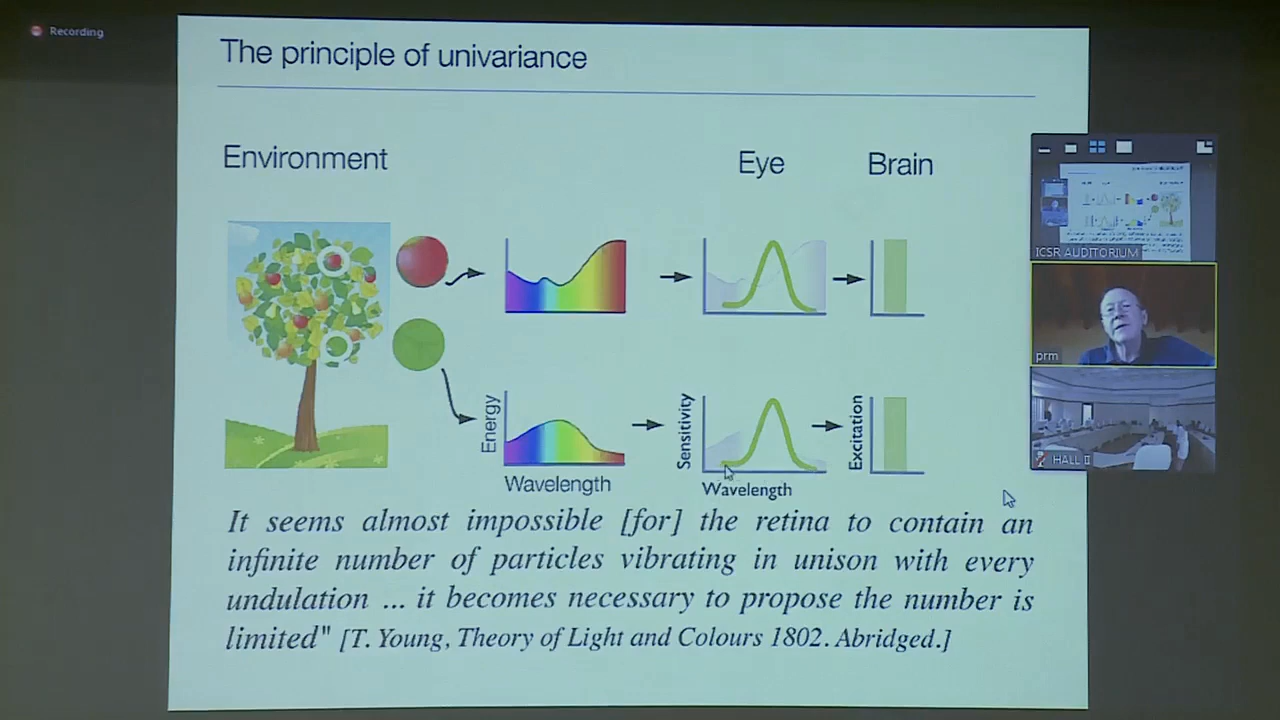 Recording
The principle of univariance
Environment
Eye
Brain
ICSR AUDITORIUM
prm
Energy
Sensitivity
Excitation
HALL II
Wavelength
Wavelength
It seems almost impossible [for] the retina to contain an
infinite number of particles vibrating in unison with every
undulation ... it becomes necessary to propose the number is
limited" [T. Young, Theory of Light and Colours 1802. Abridged.]